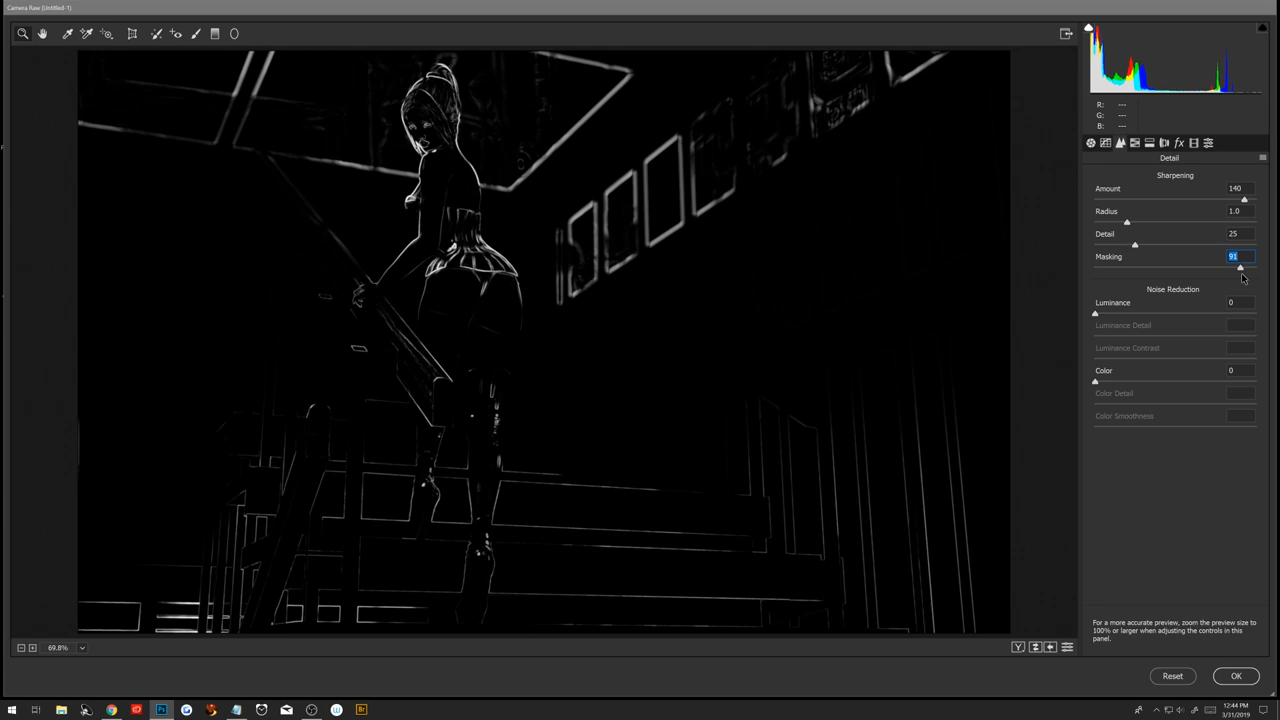 Camera Raw (Untitled-1)
R: ---
G: ---
B: ---
fx
Detail
Sharpening
Amount 140
Radius 1.0
Detail 25
Masking 91
Noise Reduction
Luminance 0
Luminance Detail
Luminance Contrast
Color 0
Color Detail
Color Smoothness
For a more accurate preview, zoom the preview size to
100% or larger when adjusting the controls in this
panel.
69.8%
Y
Reset
OK
Ps
Br
12:44 PM
3/31/2019